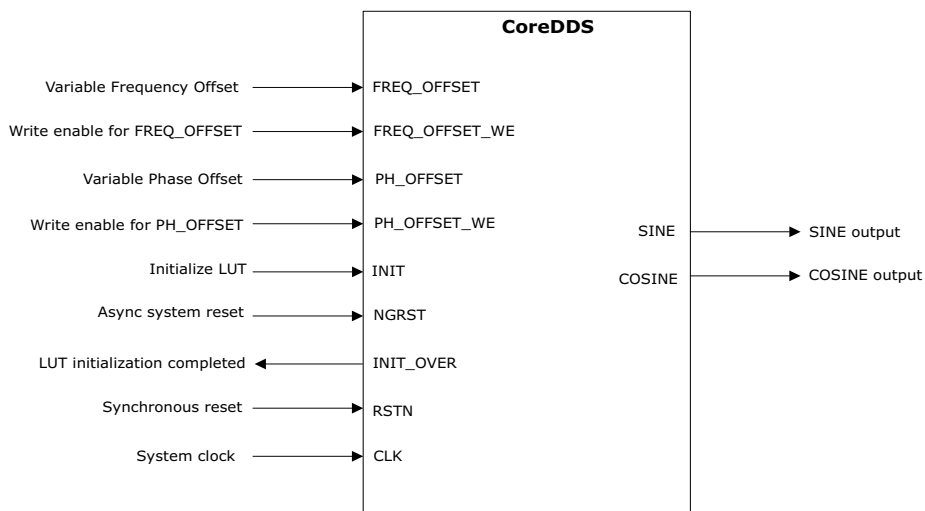 CoreDDS
Variable Frequency Offset
FREQ_OFFSET
Write enable for FREQ_OFFSET
FREQ_OFFSET_WE
Variable Phase Offset
PH_OFFSET
Write enable for PH_OFFSET
PH_OFFSET_WE
SINE
SINE output
Initialize LUT
INIT
COSINE
COSINE output
Async system reset
NGRST
LUT initialization completed
INIT_OVER
Synchronous reset
RSTN
System clock
CLK